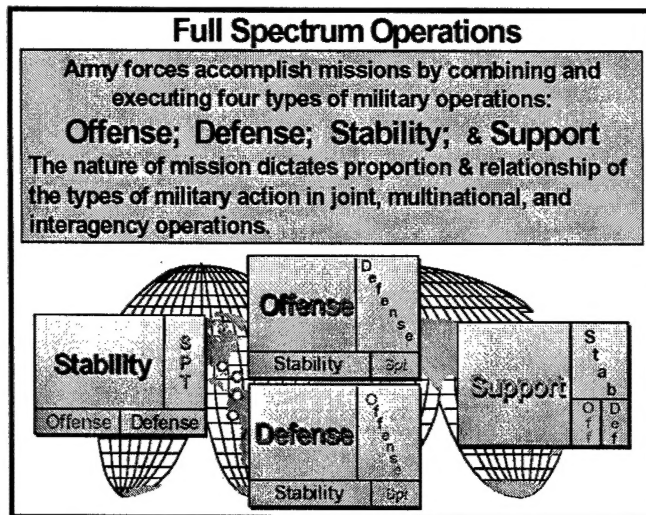 Full Spectrum Operations
Army forces accomplish missions by combining and
executing four types of military operations:
Offense; Defense; Stability; & Support
The nature of mission dictates proportion & relationship of
the types of military action in joint, multinational, and
interagency operations.
Offense
Defense
Stability
Spt
Stability
SPT
Offense
Defense
Support
Stab
Off
Def
Defense
Offense
Stability
Spt